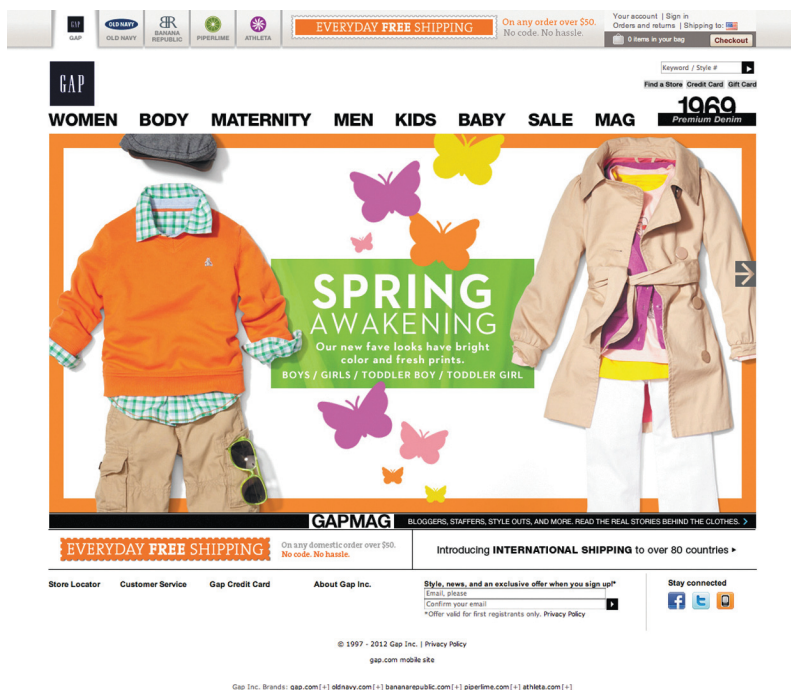 GAP
GAP
OLD NAVY
OLD NAVY
BR
BANANA
REPUBLIC
PIPERLIME
ATHLETA
EVERYDAY FREE SHIPPING
On any order over $50.
No code. No hassle.
Your account | Sign in
Orders and returns | Shipping to:
0 items in your bag
Checkout
GAP
Keyword / Style #
Find a Store Credit Card Gift Card
WOMEN BODY MATERNITY MEN KIDS BABY SALE MAG
1969
Premium Denim
SPRING
AWAKENING
Our new fave looks have bright
color and fresh prints.
BOYS / GIRLS / TODDLER BOY / TODDLER GIRL
GAPMAG BLOGGERS, STAFFERS, STYLE OUTS, AND MORE. READ THE REAL STORIES BEHIND THE CLOTHES.
EVERYDAY FREE SHIPPING
On any domestic order over $50.
No code. No hassle.
Introducing INTERNATIONAL SHIPPING to over 80 countries
Store Locator Customer Service Gap Credit Card About Gap Inc.
Style, news, and an exclusive offer when you sign up!*
Email, please
Confirm your email
*Offer valid for first registrants only. Privacy Policy
Stay connected
© 1997 - 2012 Gap Inc. | Privacy Policy
gap.com mobile site
Gap Inc. Brands: gap.com[+] oldnavy.com[+] bananarepublic.com[+] piperlime.com[+] athleta.com[+]